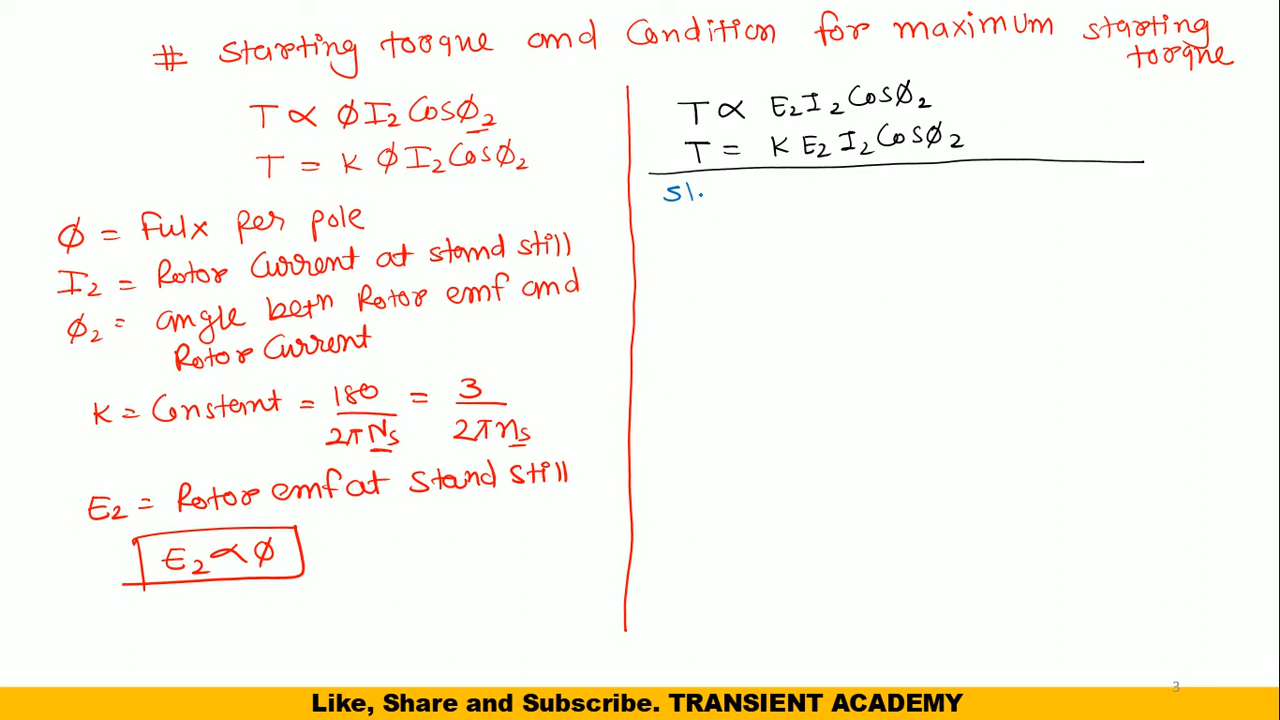 # Starting torque and Condition for maximum starting
torque
T ∝ ϕ I₂ Cosϕ₂
T = K ϕ I₂ Cosϕ₂
ϕ = Fulx per pole
I₂ = Rotor Current at stand still
ϕ₂ = angle betn Rotor emf and
Rotor Current
K = Constant = 180/2πNs = 3/2πns
E₂ = Rotor emf at stand still
E₂ ∝ ϕ
T ∝ E₂ I₂ Cosϕ₂
T = K E₂ I₂ Cosϕ₂
3
Like, Share and Subscribe. TRANSIENT ACADEMY